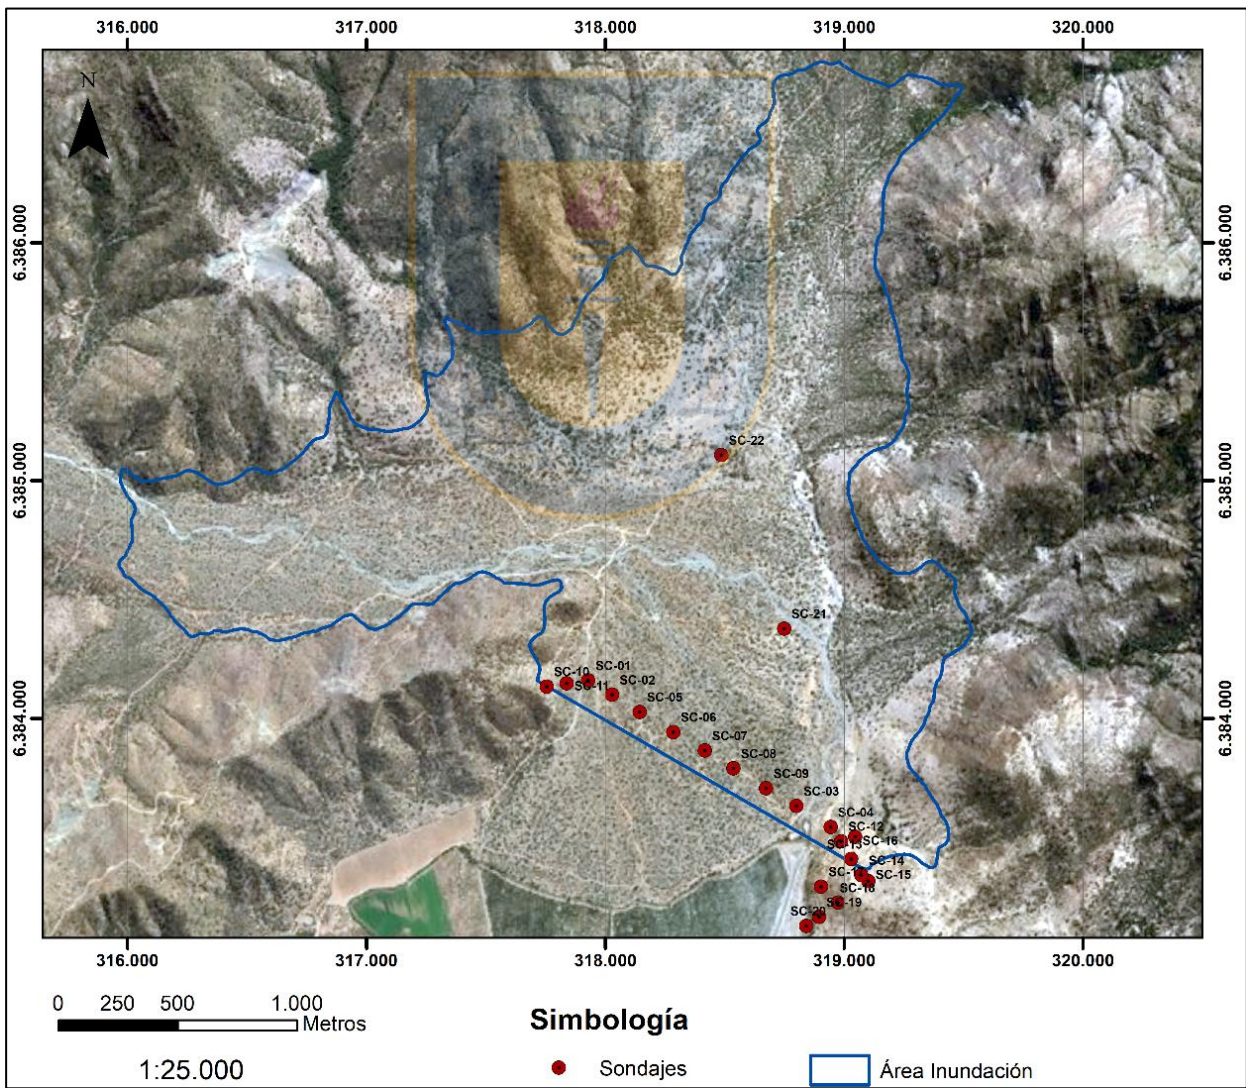 316.000 317.000 318.000 319.000 320.000
N
6.386.000 6.386.000
SC-22
6.385.000 6.385.000
SC-21
SC-10 SC-01
SC-11 SC-02
SC-05
6.384.000 6.384.000
SC-06
SC-07
SC-08
SC-09
SC-03
SC-04
SC-12
SC-13 SC-16
SC-14
SC-15
SC-18
SC-19
SC-20
316.000 317.000 318.000 319.000 320.000
0 250 500 1.000
Metros
Simbología
1:25.000
Sondajes
Área Inundación